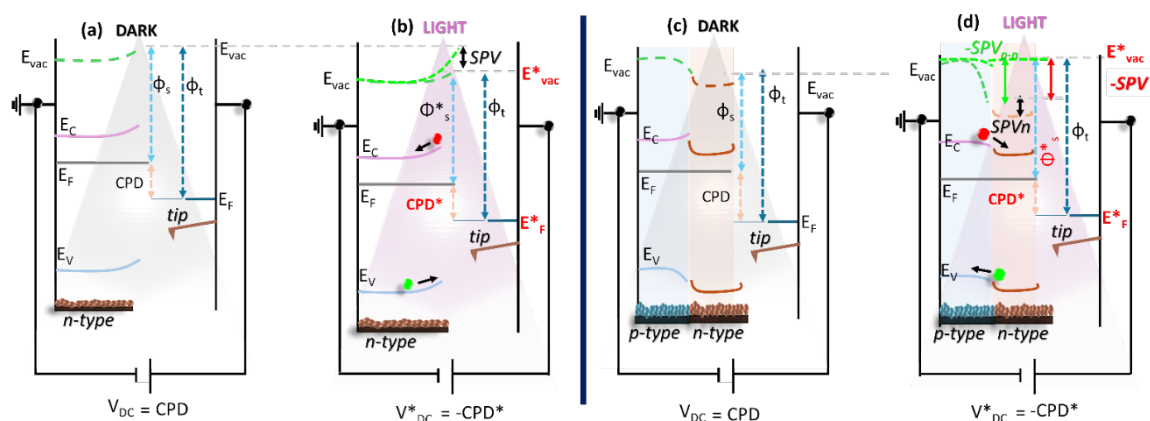 (a) DARK
E_vac
E_vac
ϕ_s
ϕ_t
E_C
E_F
CPD
E_F
tip
E_V
n-type
V_DC = CPD
(b) LIGHT
SPV
E*_vac
E_vac
Φ*_s
ϕ_t
E_C
E_F
CPD*
E*_F
tip
E_V
n-type
V*_DC = -CPD*
(c) DARK
E_vac
E_vac
ϕ_s
ϕ_t
E_C
E_F
CPD
E_F
tip
E_V
p-type n-type
V_DC = CPD
(d) LIGHT
-SPV_p-n
E*_vac
E_vac
-SPV
SPVn
ϕ_t
E_C
Φ*_s
E_F
CPD*
E*_F
tip
E_V
p-type n-type
V*_DC = -CPD*